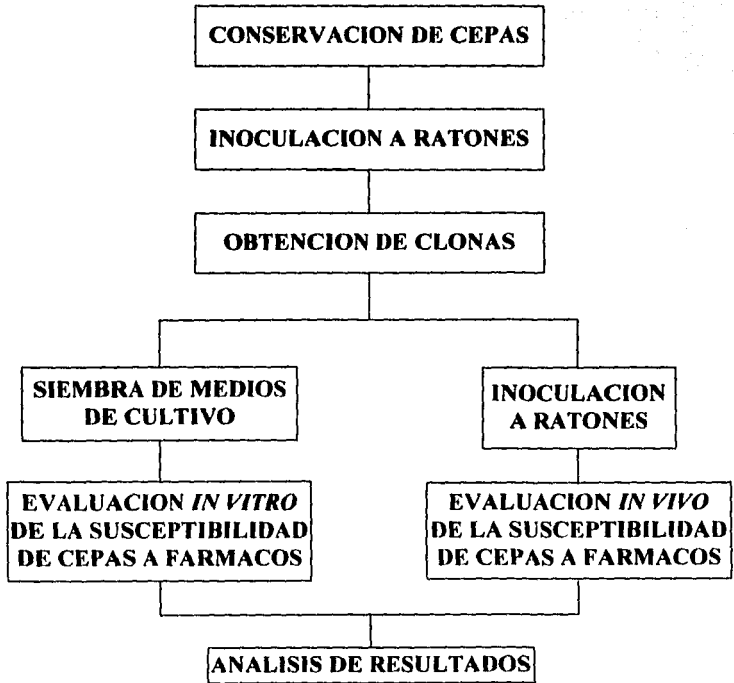 CONSERVACION DE CEPAS
INOCULACION A RATONES
OBTENCION DE CLONAS
SIEMBRA DE MEDIOS
DE CULTIVO
INOCULACION
A RATONES
EVALUACION IN VITRO
DE LA SUSCEPTIBILIDAD
DE CEPAS A FARMACOS
EVALUACION IN VIVO
DE LA SUSCEPTIBILIDAD
DE CEPAS A FARMACOS
ANALISIS DE RESULTADOS